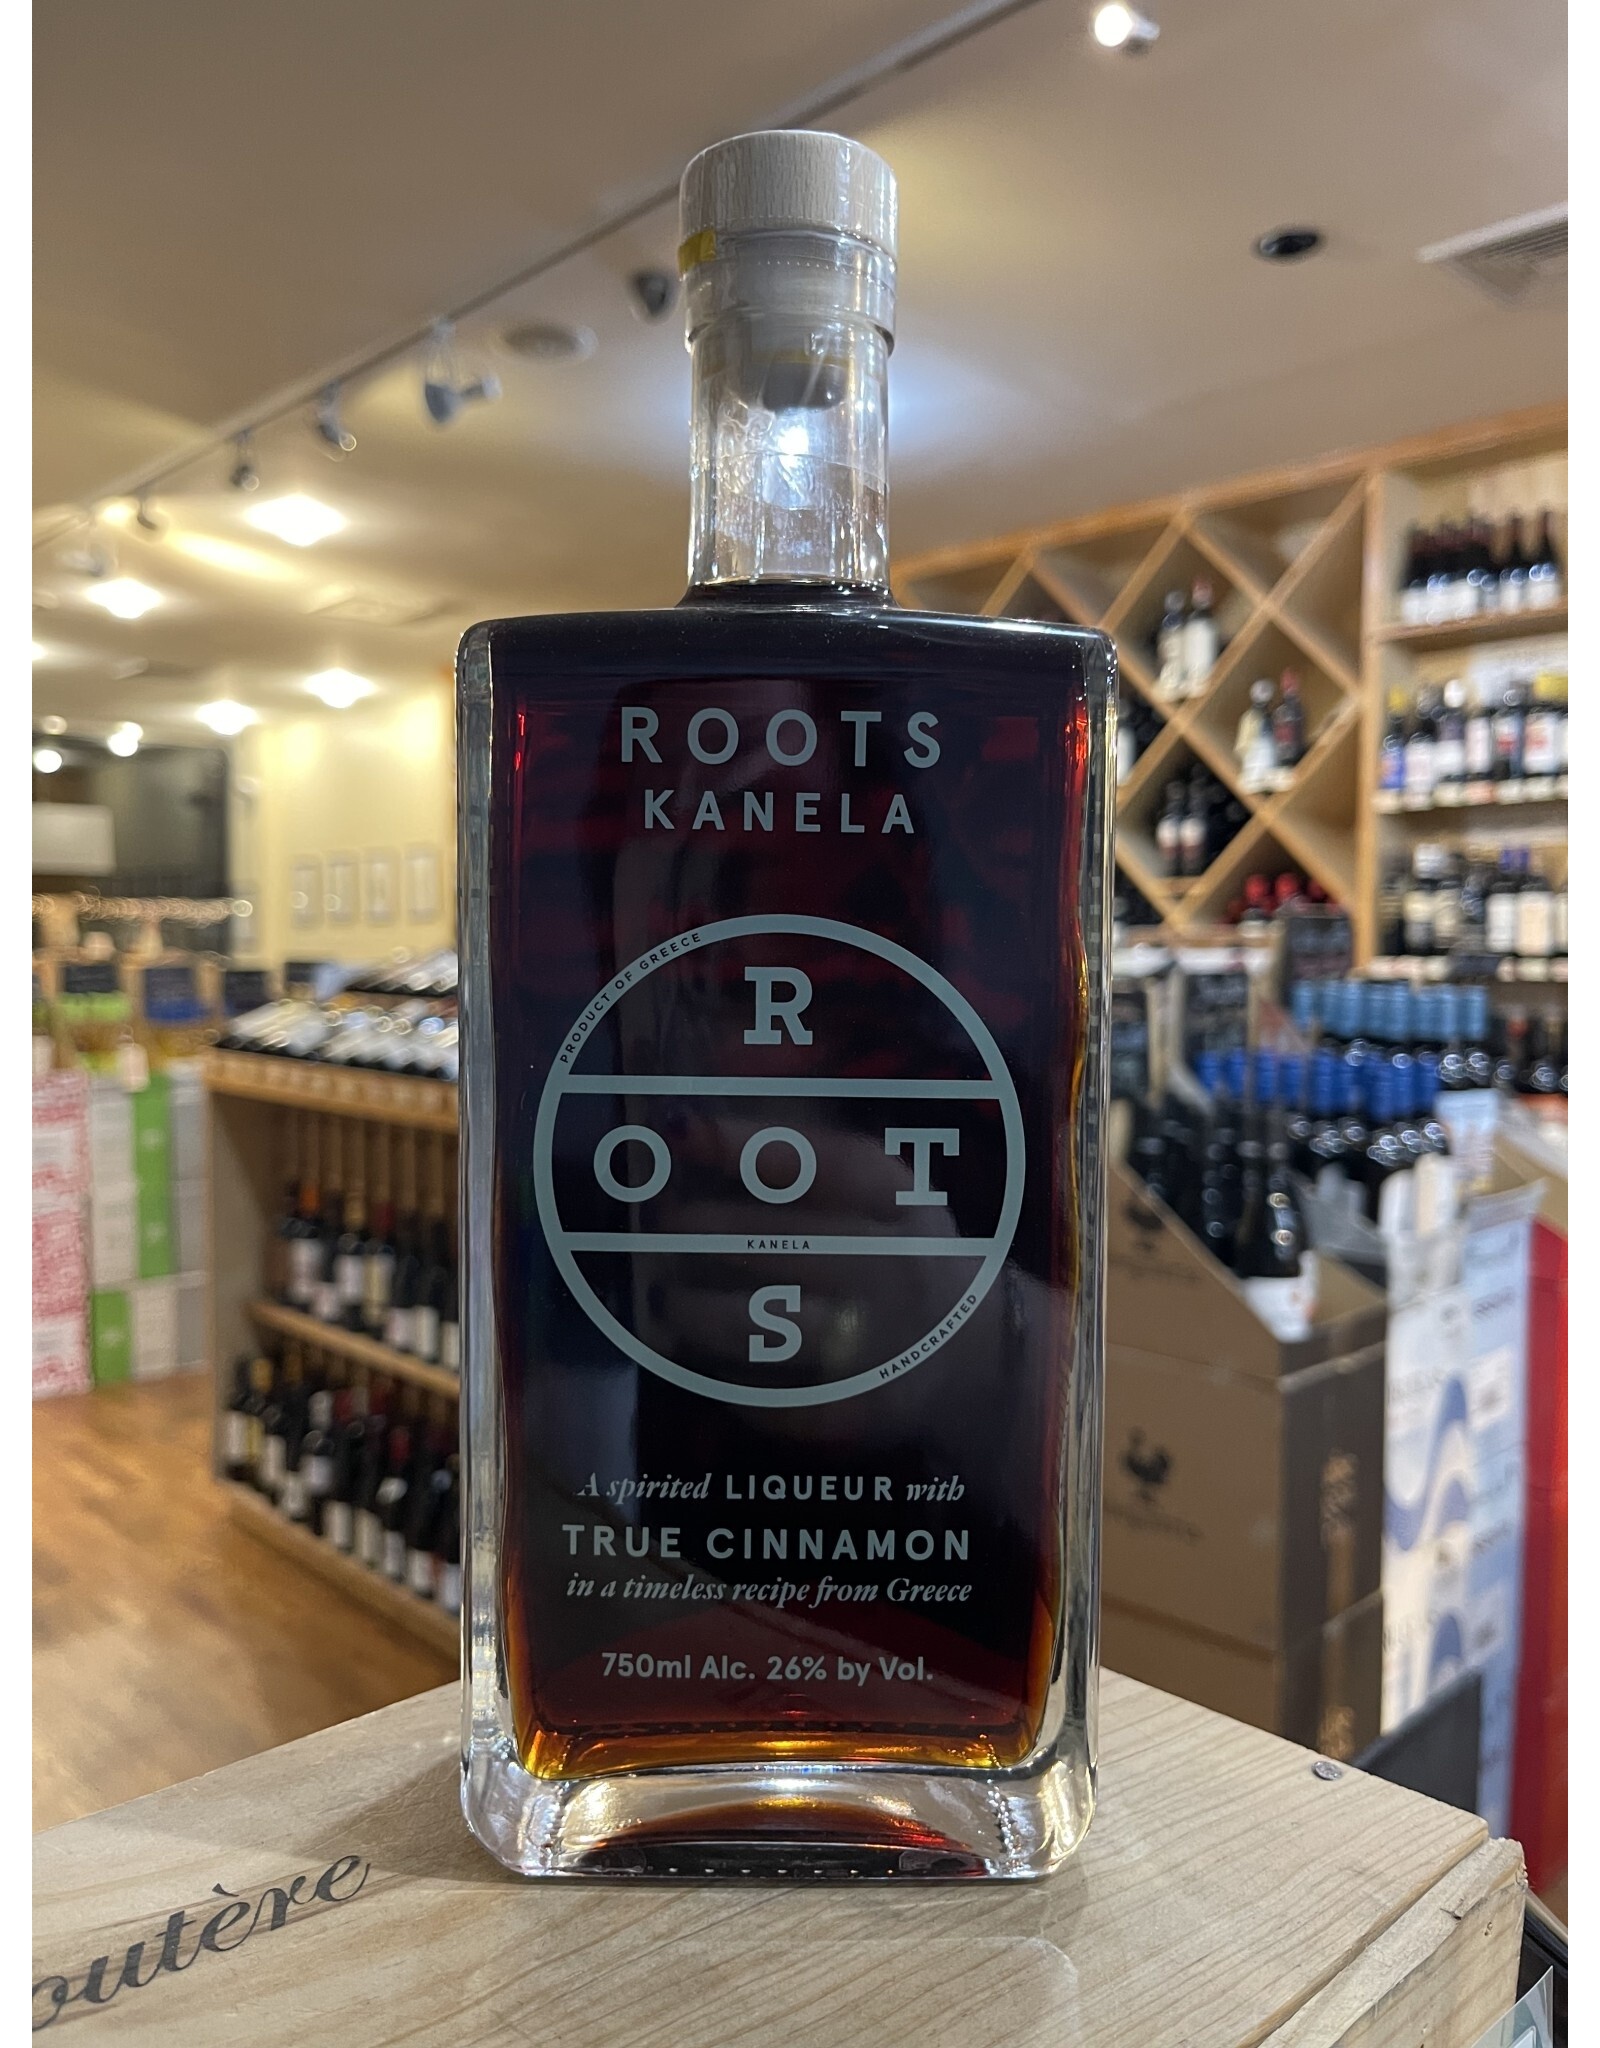 ROOTS
KANELA
PRODUCT OF GREECE
R
OOT
KANELA
S
HANDCRAFTED
A spirited LIQUEUR with
TRUE CINNAMON
in a timeless recipe from Greece
750ml Alc. 26% by Vol.